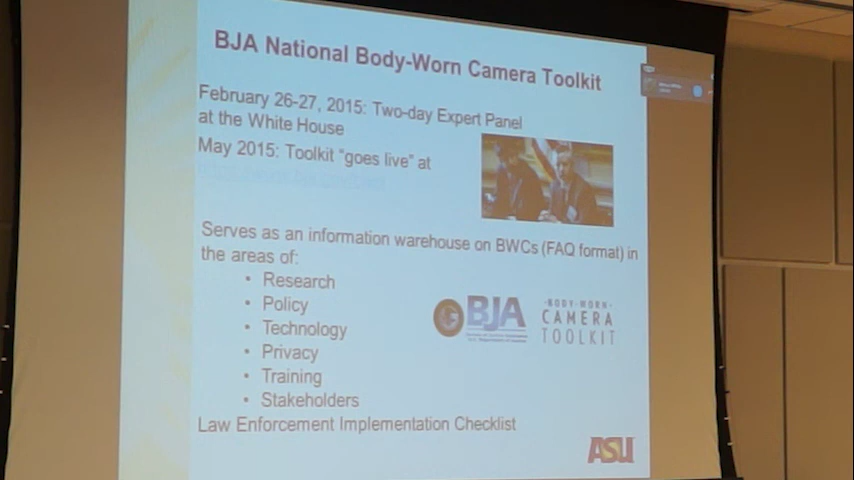 BJA National Body-Worn Camera Toolkit
February 26-27, 2015: Two-day Expert Panel
at the White House
May 2015: Toolkit "goes live" at
Serves as an information warehouse on BWCs (FAQ format) in
the areas of:
• Research
• Policy
• Technology
• Privacy
• Training
• Stakeholders
BJA
BODY-WORN
CAMERA
TOOLKIT
Law Enforcement Implementation Checklist
ASU